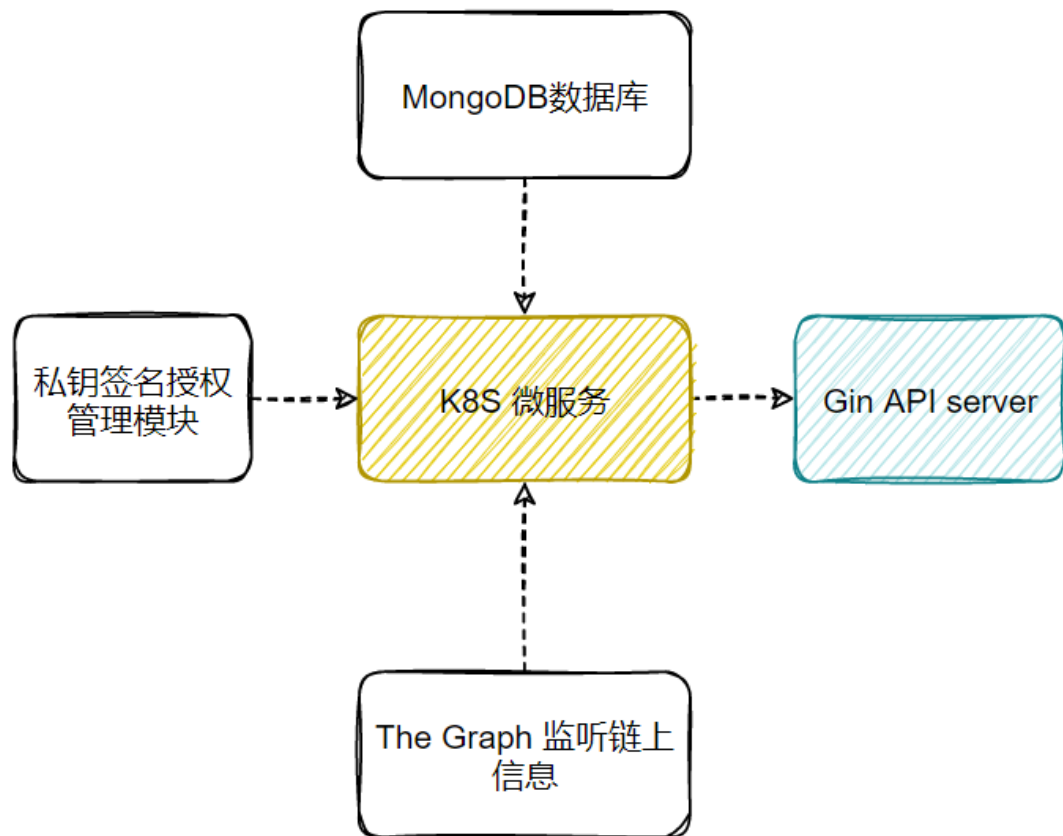 MongoDB数据库
私钥签名授权
管理模块
K8S 微服务
Gin API server
The Graph 监听链上
信息